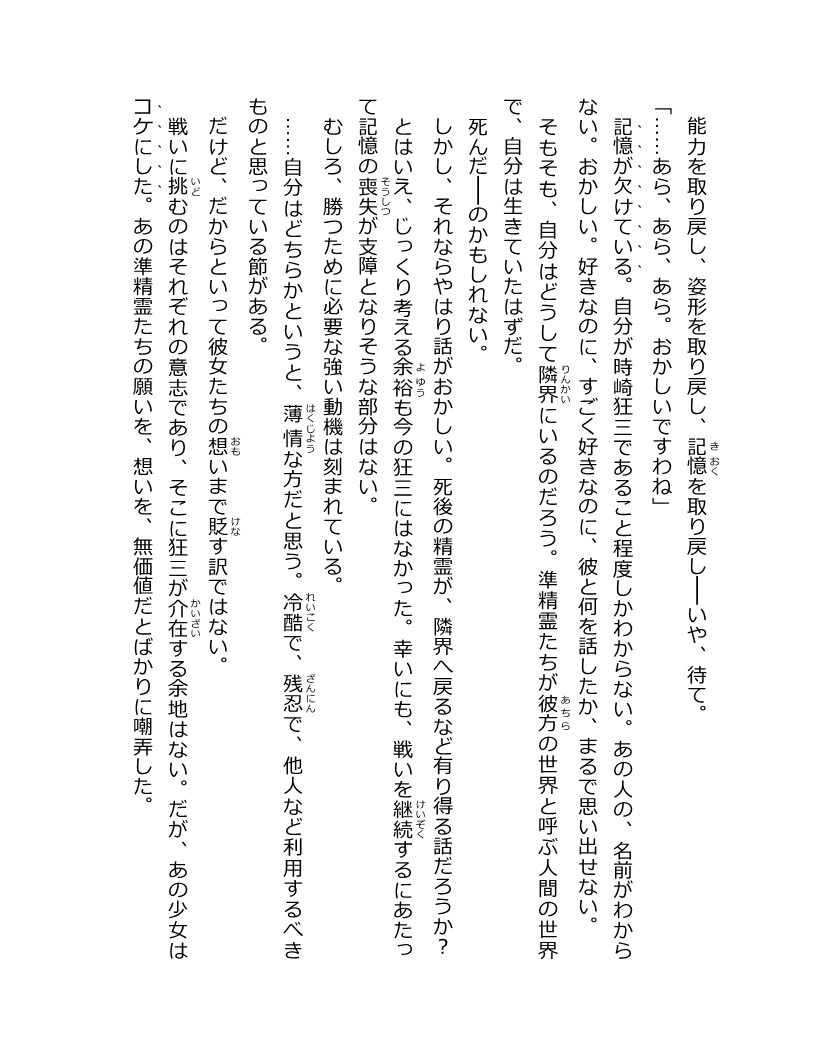 能力を取り戻し、姿形を取り戻し、記憶を取り戻し――いや、待て。
「……あら、あら、あら。おかしいですわね」
記憶が欠けている。自分が時崎狂三であること程度しかわからない。あの人の、名前がわから
ない。おかしい。好きなのに、すごく好きなのに、彼と何を話したか、まるで思い出せない。
そもそも、自分はどうして隣界にいるのだろう。準精霊たちが彼方の世界と呼ぶ人間の世界
で、自分は生きていたはずだ。
死んだ――のかもしれない。
しかし、それならやはり話がおかしい。死後の精霊が、隣界へ戻るなど有り得る話だろうか？
とはいえ、じっくり考える余裕も今の狂三にはなかった。幸いにも、戦いを継続するにあたっ
て記憶の喪失が支障となりそうな部分はない。
むしろ、勝つために必要な強い動機は刻まれている。
……自分はどちらかというと、薄情な方だと思う。冷酷で、残忍で、他人など利用するべき
ものと思っている節がある。
だけど、だからといって彼女たちの想いまで貶す訳ではない。
戦いに挑むのはそれぞれの意志であり、そこに狂三が介在する余地はない。だが、あの少女は
コケにした。あの準精霊たちの願いを、想いを、無価値だとばかりに嘲弄した。